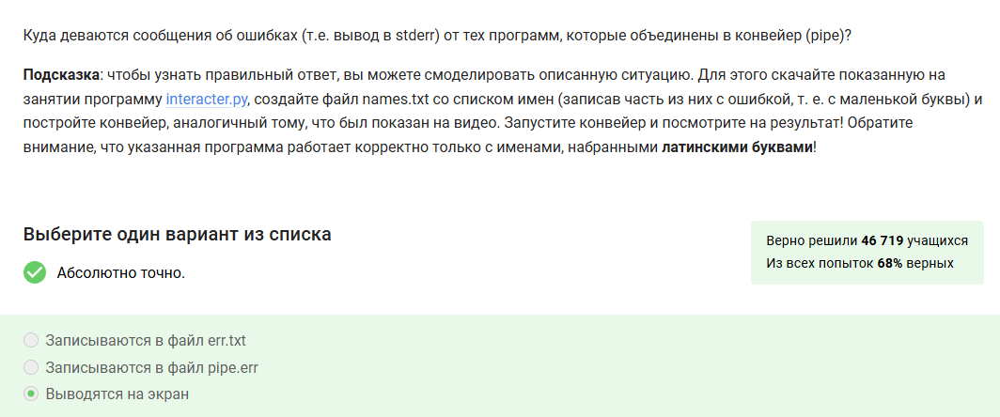 Куда деваются сообщения об ошибках (т.е. вывод в stderr) от тех программ, которые объединены в конвейер (pipe)?
Подсказка: чтобы узнать правильный ответ, вы можете смоделировать описанную ситуацию. Для этого скачайте показанную на
занятии программу interacter.py, создайте файл names.txt со списком имен (записав часть из них с ошибкой, т. е. с маленькой буквы) и
постройте конвейер, аналогичный тому, что был показан на видео. Запустите конвейер и посмотрите на результат! Обратите
внимание, что указанная программа работает корректно только с именами, набранными латинскими буквами!
Выберите один вариант из списка
Абсолютно точно.
Верно решили 46 719 учащихся
Из всех попыток 68% верных
Записываются в файл err.txt
Записываются в файл pipe.err
Выводятся на экран